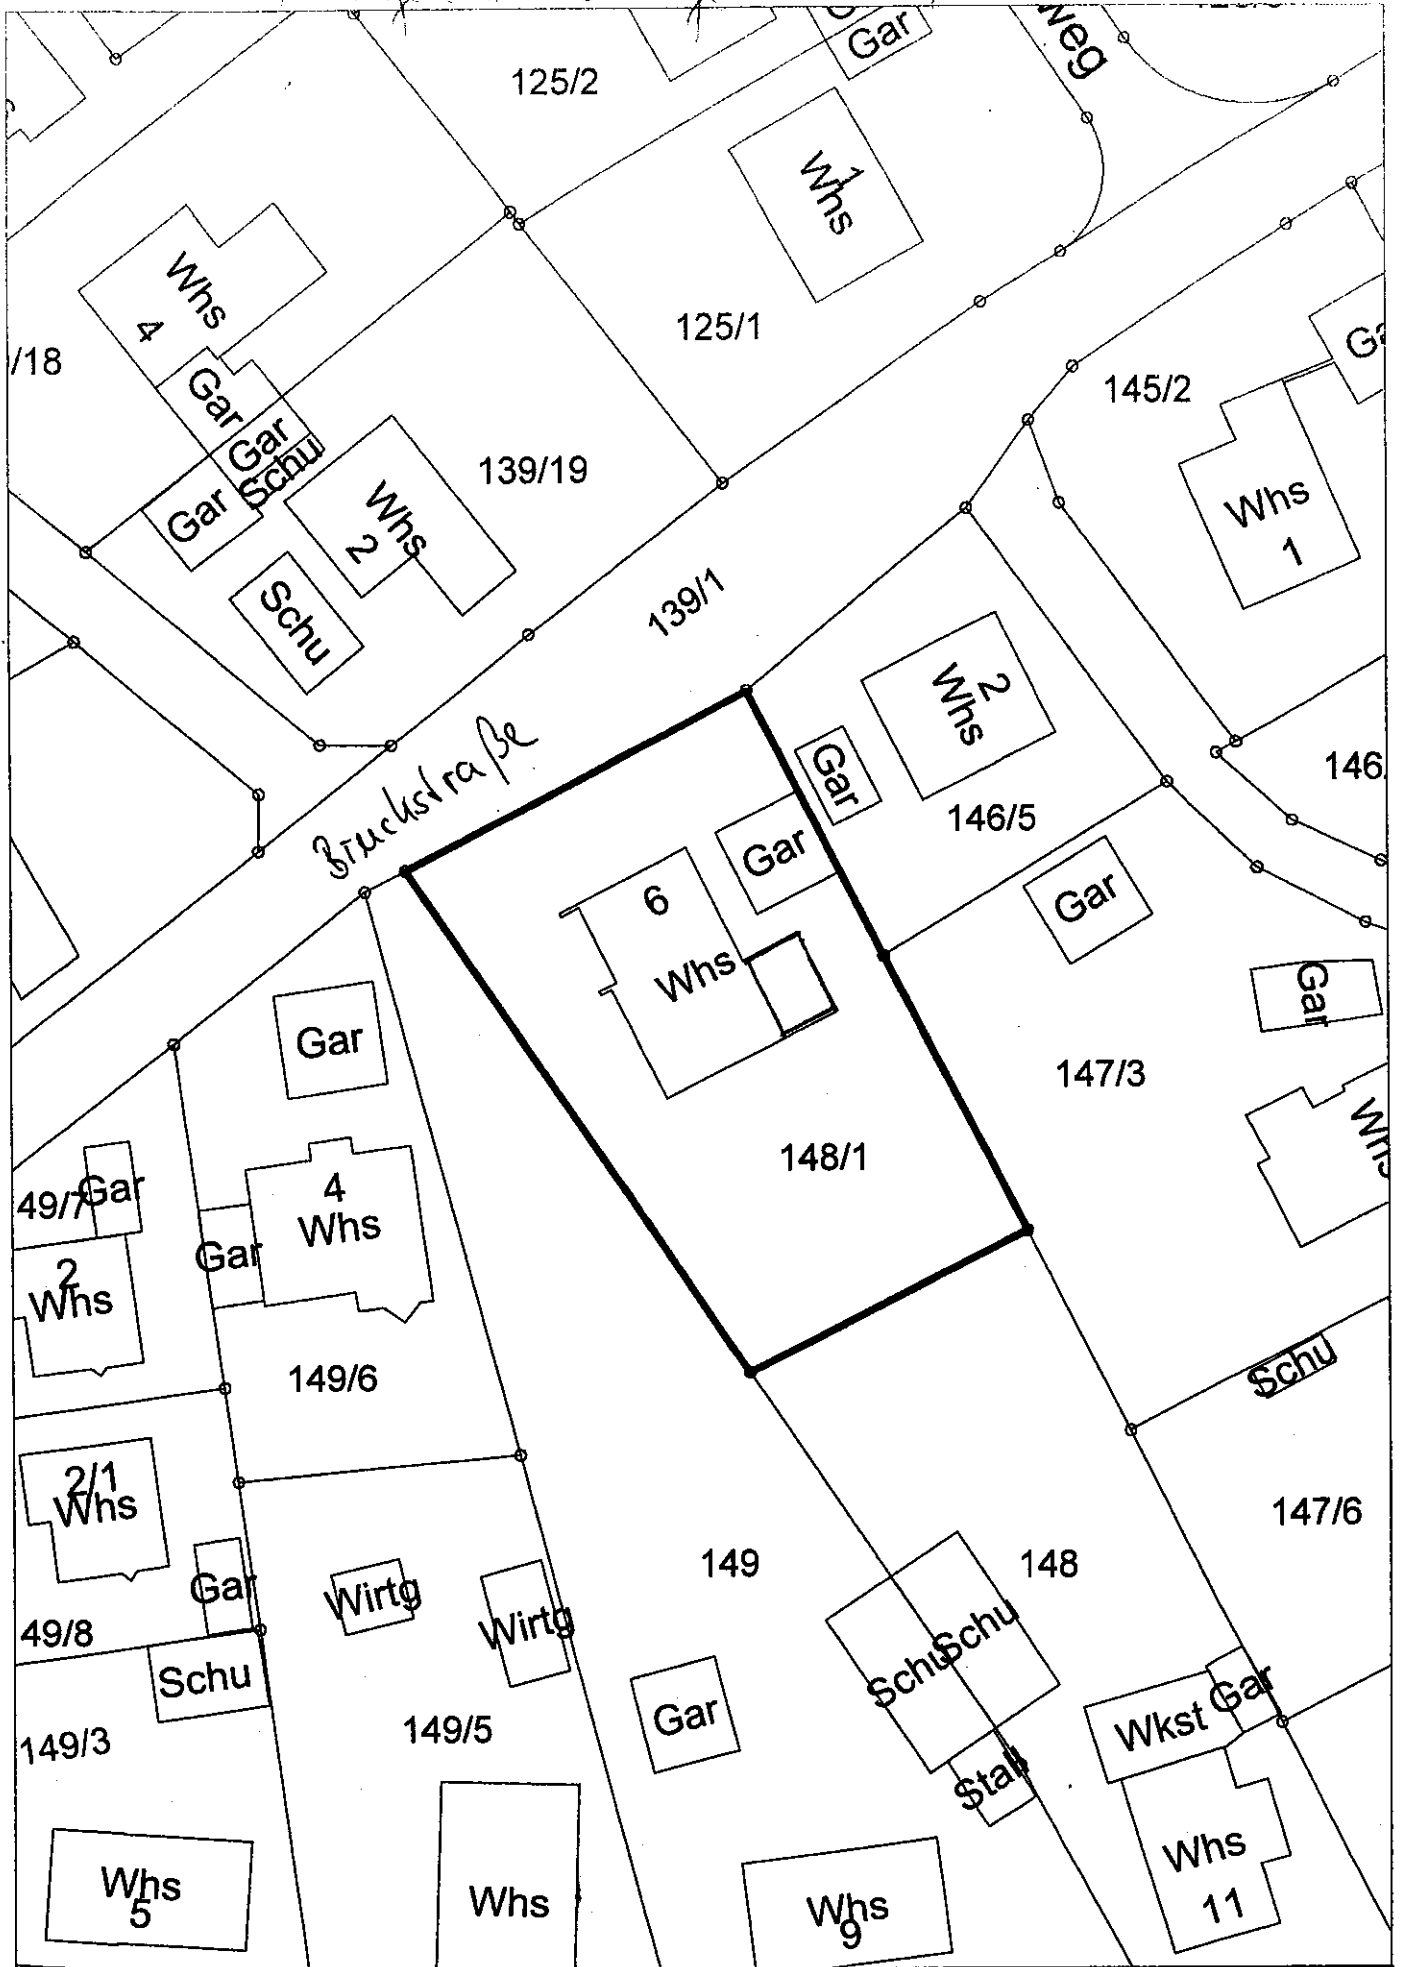 Gar
weg
125/2
Whs
1
Whs
4
125/1
/18
Gar
145/2
Gar
Schu
139/19
Gar
Whs
2
Whs
1
Schu
139/1
2
Whs
Bruckstraße
Gar
146/5
Gar
6
Gar
Whs
Gar
Gar
147/3
148/1
49/7
Gar
4
Whs
Gar
2
Whs
149/6
Schu
2/1
Whs
147/6
149
148
Gar
Wirtg
Wirtg
49/8
Schu
Schu
Schu
Gar
Gar
Wkst
149/3
149/5
Stall
Whs
5
Whs
Whs
9
Whs
11